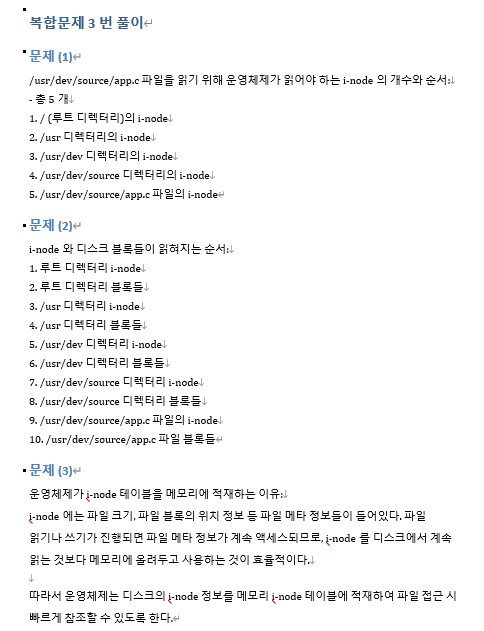 복합문제 3 번 풀이
문제 (1)
/usr/dev/source/app.c 파일을 읽기 위해 운영체제가 읽어야 하는 i-node 의 개수와 순서:
- 총 5 개
1. / (루트 디렉터리)의 i-node
2. /usr 디렉터리의 i-node
3. /usr/dev 디렉터리의 i-node
4. /usr/dev/source 디렉터리의 i-node
5. /usr/dev/source/app.c 파일의 i-node
문제 (2)
i-node 와 디스크 블록들이 읽혀지는 순서:
1. 루트 디렉터리 i-node
2. 루트 디렉터리 블록들
3. /usr 디렉터리 i-node
4. /usr 디렉터리 블록들
5. /usr/dev 디렉터리 i-node
6. /usr/dev 디렉터리 블록들
7. /usr/dev/source 디렉터리 i-node
8. /usr/dev/source 디렉터리 블록들
9. /usr/dev/source/app.c 파일의 i-node
10. /usr/dev/source/app.c 파일 블록들
문제 (3)
운영체제가 i-node 테이블을 메모리에 적재하는 이유:
i-node 에는 파일 크기, 파일 블록의 위치 정보 등 파일 메타 정보들이 들어있다. 파일
읽기나 쓰기가 진행되면 파일 메타 정보가 계속 액세스되므로, i-node 를 디스크에서 계속
읽는 것보다 메모리에 올려두고 사용하는 것이 효율적이다.
따라서 운영체제는 디스크의 i-node 정보를 메모리 i-node 테이블에 적재하여 파일 접근 시
빠르게 참조할 수 있도록 한다.